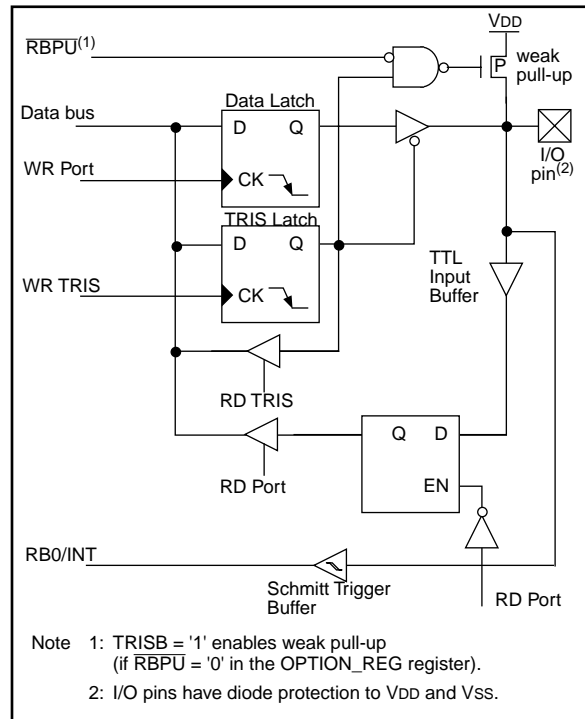 VDD
RBPU(1)
P
weak
pull-up
Data bus
Data Latch
D Q
WR Port
CK
I/O
pin(2)
TRIS Latch
D Q
WR TRIS
CK
TTL
Input
Buffer
RD TRIS
Q D
RD Port
EN
RB0/INT
Schmitt Trigger
Buffer
RD Port
Note 1: TRISB = '1' enables weak pull-up
(if RBPU = '0' in the OPTION_REG register).
2: I/O pins have diode protection to VDD and VSS.